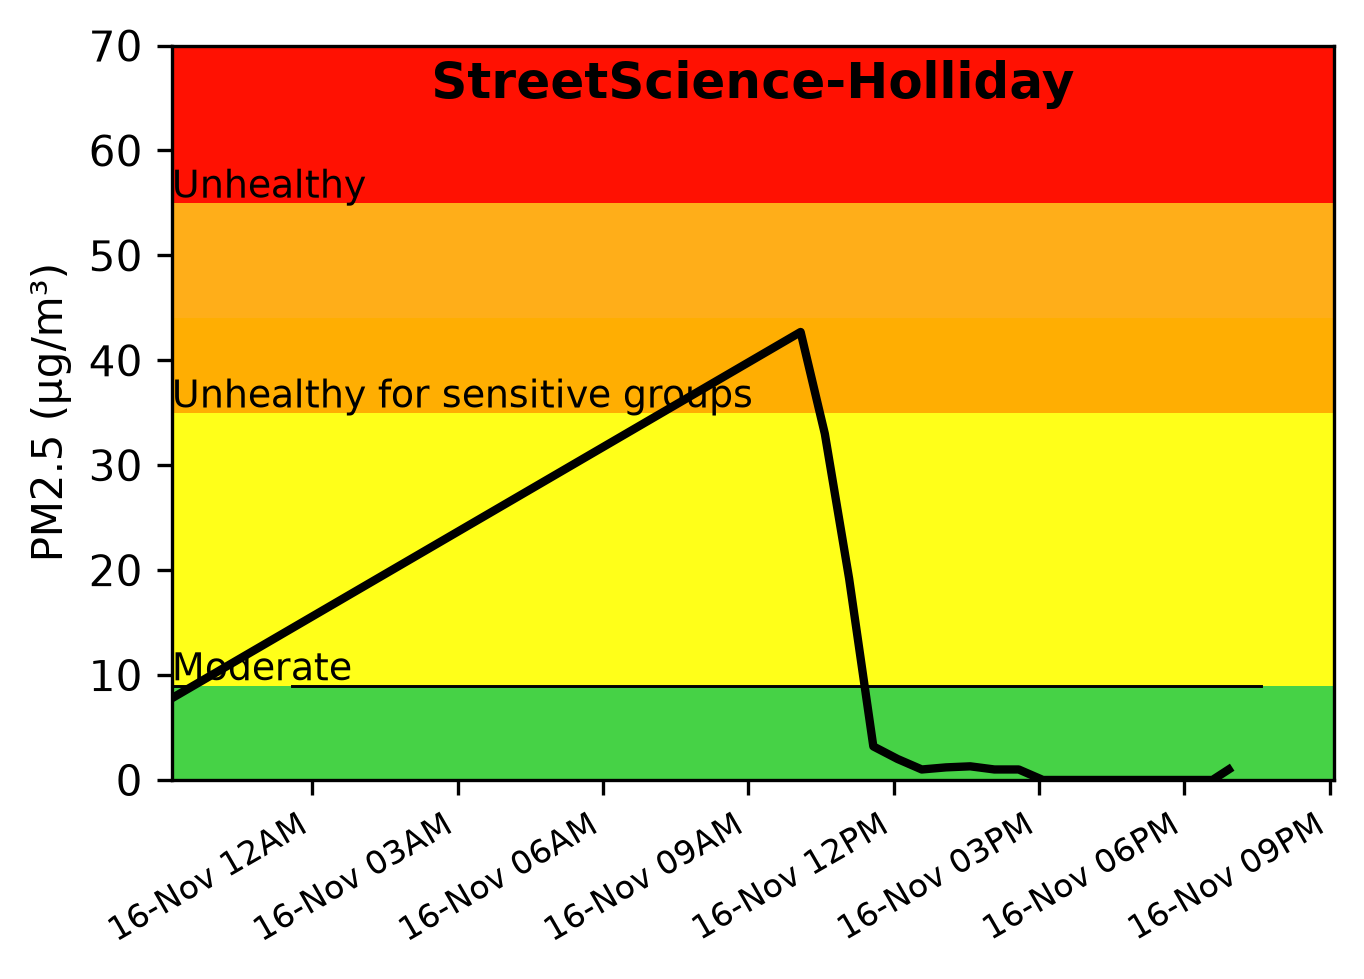 StreetScience-Holliday
PM2.5 (µg/m³)
70
60
Unhealthy
50
40
Unhealthy for sensitive groups
30
20
Moderate
10
0
16-Nov 12AM
16-Nov 03AM
16-Nov 06AM
16-Nov 09AM
16-Nov 12PM
16-Nov 03PM
16-Nov 06PM
16-Nov 09PM